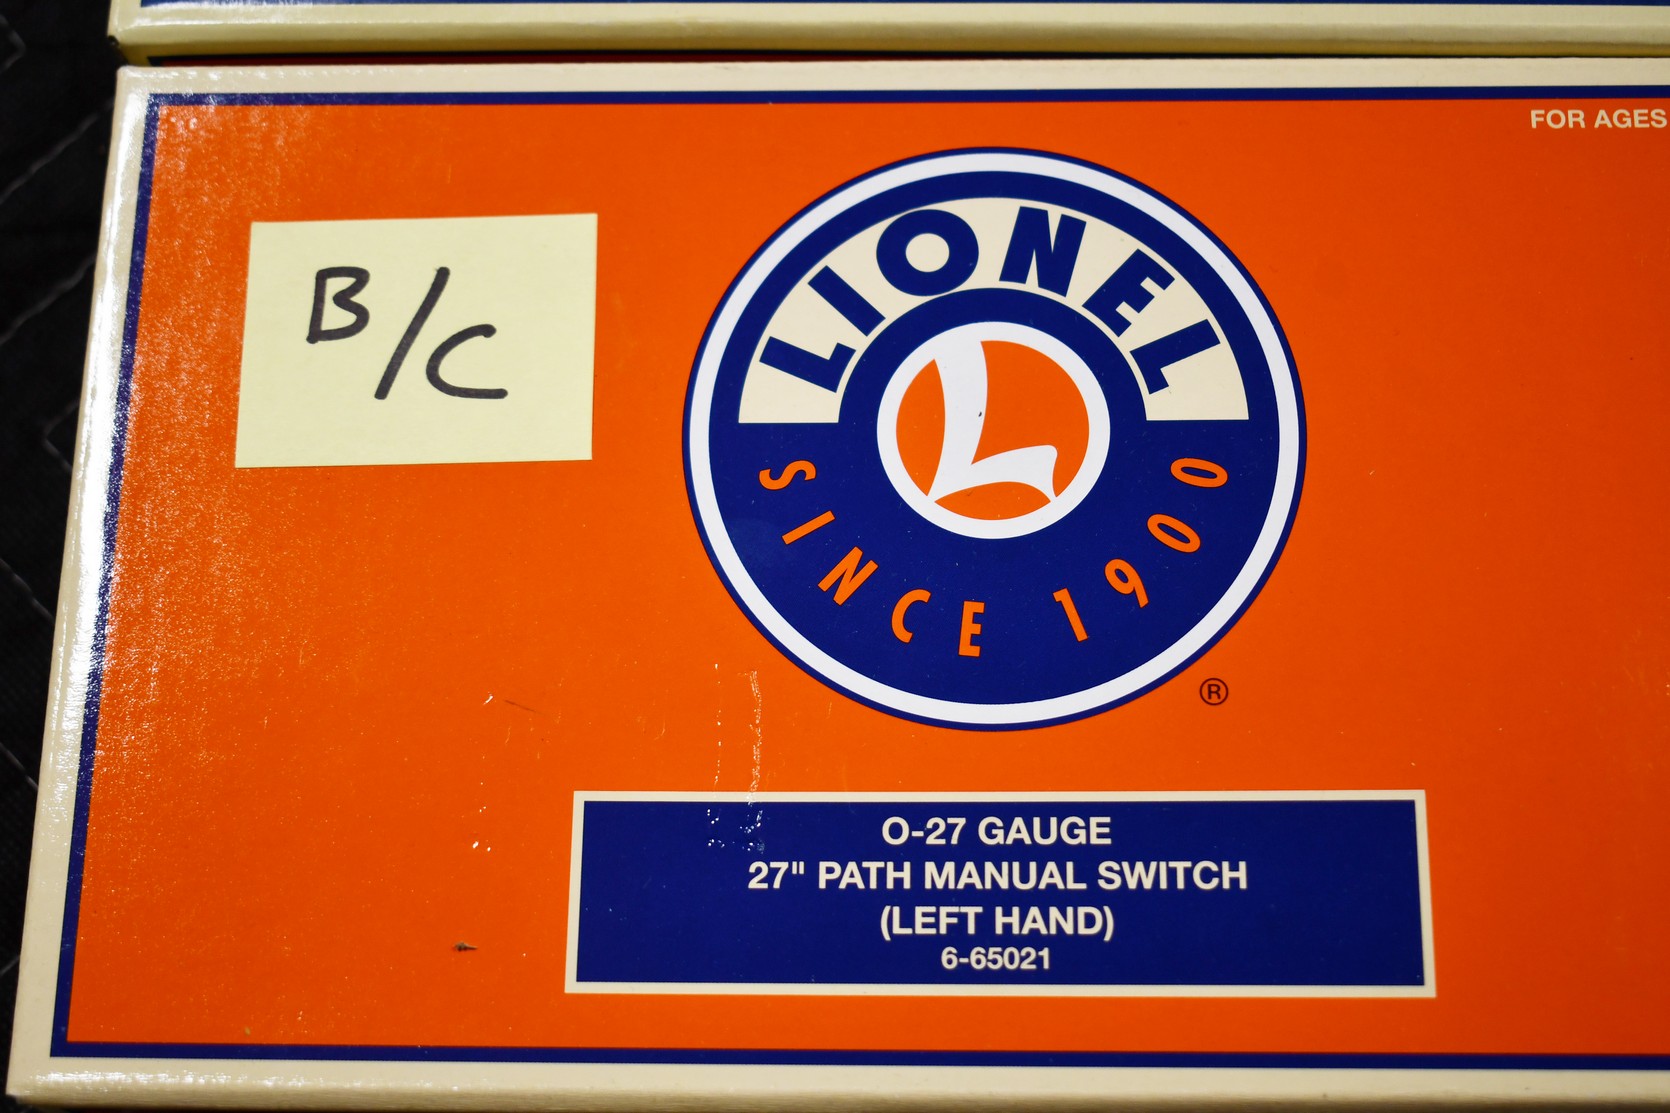 FOR AGES
B/C
LIONEL
L
SINCE 1900
®
O-27 GAUGE
27" PATH MANUAL SWITCH
(LEFT HAND)
6-65021